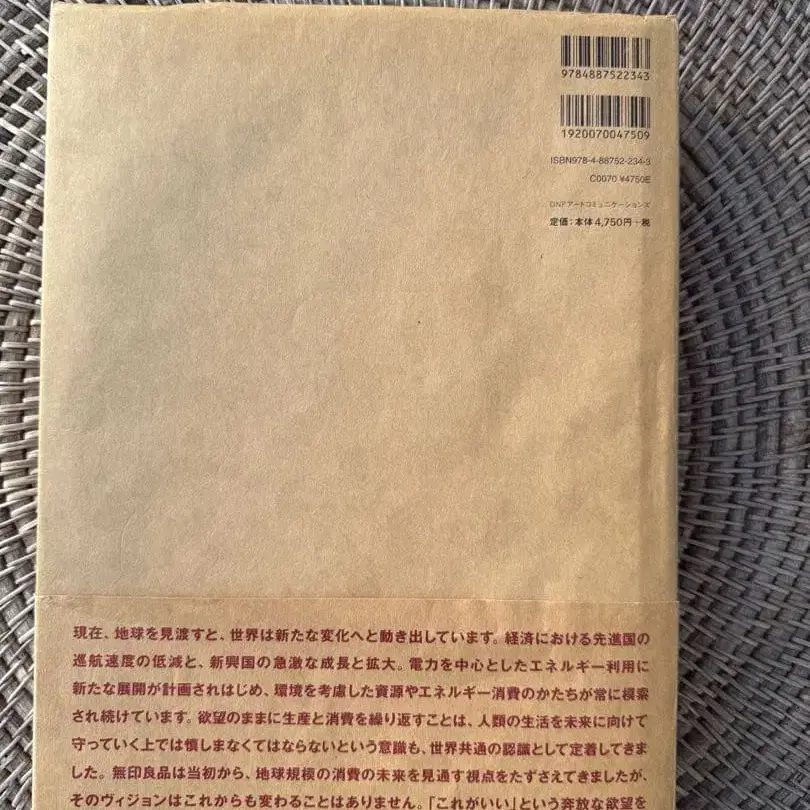 9784887522343
1920070047509
ISBN978-4-88752-234-3
C0070 ¥4750E
DNPアートコミュニケーションズ
定価:本体4,750円+税
現在、地球を見渡すと、世界は新たな変化へと動き出しています。経済における先進国の
巡航速度の低減と、新興国の急激な成長と拡大。電力を中心としたエネルギー利用に
新たな展開が計画されはじめ、環境を考慮した資源やエネルギー消費のかたちが常に模索
され続けています。欲望のままに生産と消費を繰り返すことは、人類の生活を未来に向けて
守っていく上では慎しまなくてはならないという意識も、世界共通の認識として定着してきま
した。無印良品は当初から、地球規模の消費の未来を見通す視点をたずさえてきましたが、
そのヴィジョンはこれからも変わることはありません。「これがいい」という奔放な欲望を